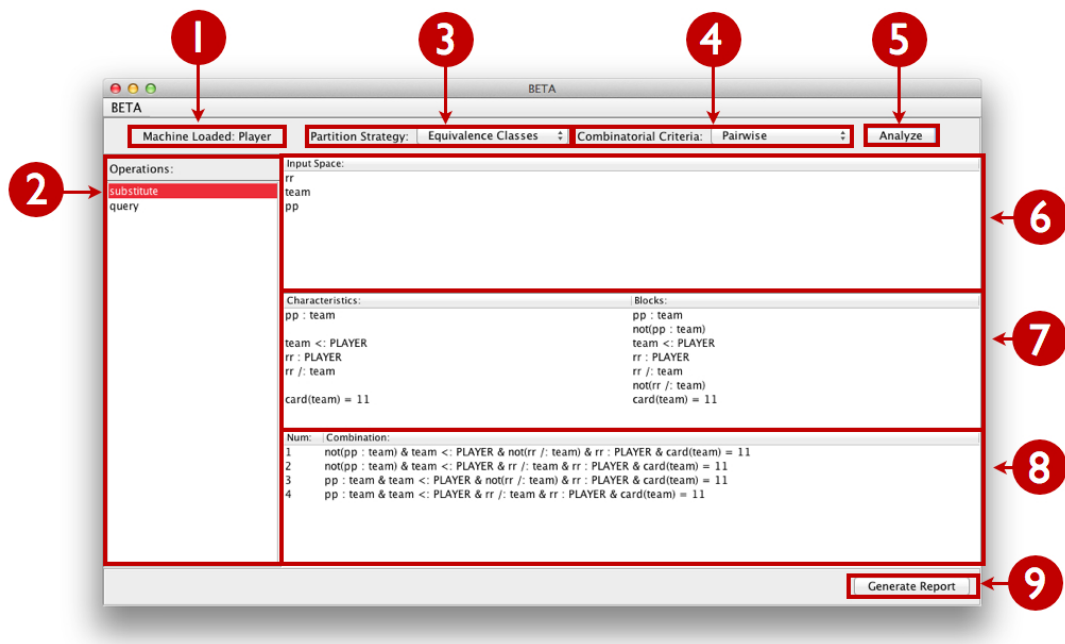 1
3
4
5
BETA
BETA
Machine Loaded: Player
Partition Strategy: Equivalence Classes
Combinatorial Criteria: Pairwise
Analyze
2
Operations:
substitute
query
Input Space:
rr
team
pp
6
Characteristics: Blocks:
pp : team pp : team
not(pp : team)
team <: PLAYER team <: PLAYER
rr : PLAYER rr : PLAYER
rr /: team rr /: team
not(rr /: team)
card(team) = 11 card(team) = 11
7
Num: Combination:
1 not(pp : team) & team <: PLAYER & not(rr /: team) & rr : PLAYER & card(team) = 11
2 not(pp : team) & team <: PLAYER & rr /: team & rr : PLAYER & card(team) = 11
3 pp : team & team <: PLAYER & not(rr /: team) & rr : PLAYER & card(team) = 11
4 pp : team & team <: PLAYER & rr /: team & rr : PLAYER & card(team) = 11
8
Generate Report
9